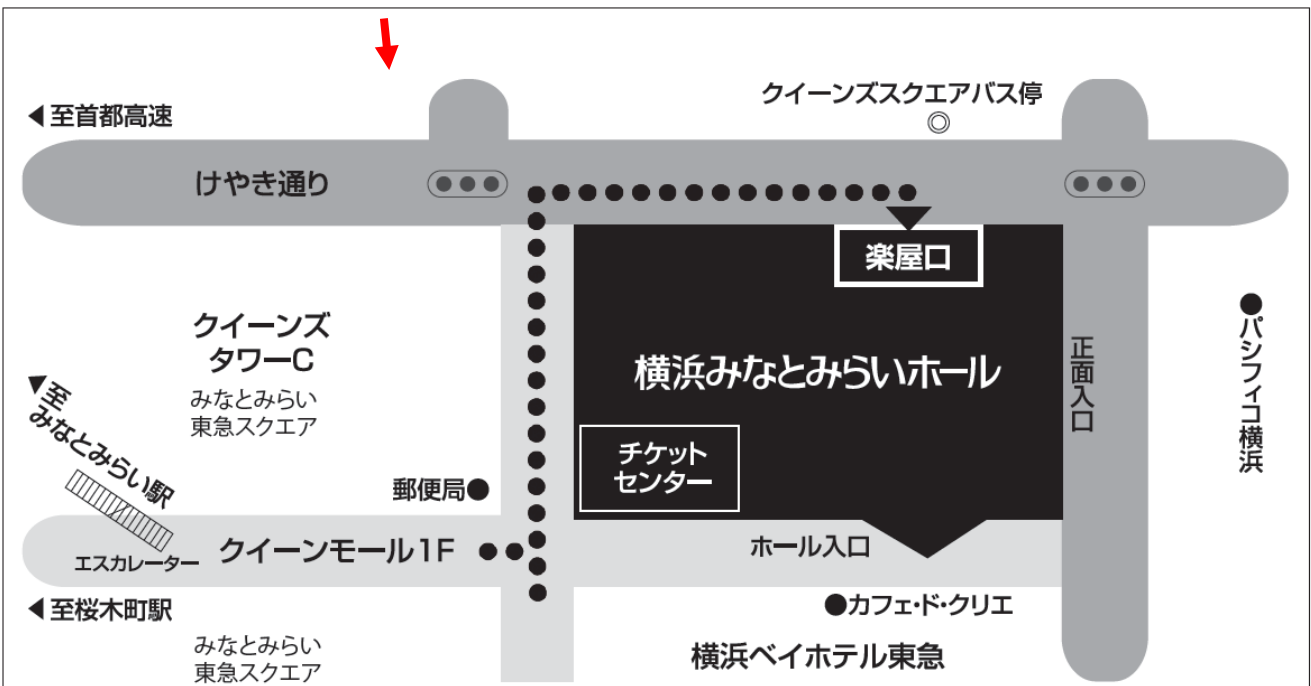 クイーンズスクエアバス停
◀至首都高速
けやき通り
楽屋口
クイーンズ
タワーC
みなとみらい
東急スクエア
横浜みなとみらいホール
正面入口
●パシフィコ横浜
◀至
みなとみらい駅
チケット
センター
郵便局●
エスカレーター
クイーンモール1F
ホール入口
◀至桜木町駅
●カフェ・ド・クリエ
みなとみらい
東急スクエア
横浜ベイホテル東急